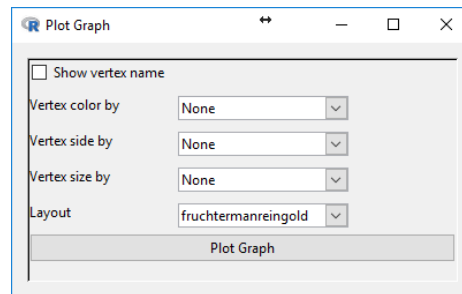 Plot Graph
Show vertex name
Vertex color by None
Vertex side by None
Vertex size by None
Layout fruchtermanreingold
Plot Graph